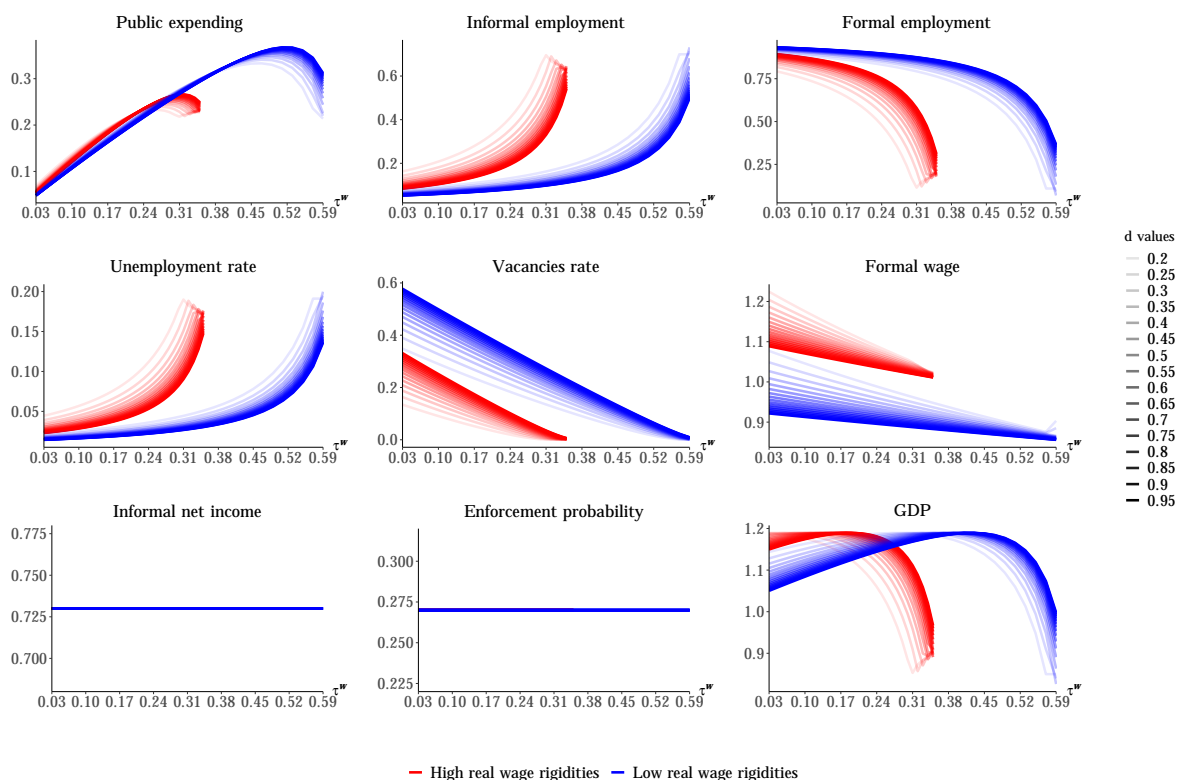 Public expending
Informal employment
Formal employment
0.3
0.2
0.1
0.03 0.10 0.17 0.24 0.31 0.38 0.45 0.52 0.59 τʷ
0.6
0.4
0.2
0.03 0.10 0.17 0.24 0.31 0.38 0.45 0.52 0.59 τʷ
0.75
0.50
0.25
0.03 0.10 0.17 0.24 0.31 0.38 0.45 0.52 0.59 τʷ
Unemployment rate
Vacancies rate
Formal wage
0.20
0.15
0.10
0.05
0.03 0.10 0.17 0.24 0.31 0.38 0.45 0.52 0.59 τʷ
0.6
0.4
0.2
0.0
0.03 0.10 0.17 0.24 0.31 0.38 0.45 0.52 0.59 τʷ
1.2
1.1
1.0
0.9
0.03 0.10 0.17 0.24 0.31 0.38 0.45 0.52 0.59 τʷ
d values
0.2
0.25
0.3
0.35
0.4
0.45
0.5
0.55
0.6
0.65
0.7
0.75
0.8
0.85
0.9
0.95
Informal net income
Enforcement probability
GDP
0.775
0.750
0.725
0.700
0.03 0.10 0.17 0.24 0.31 0.38 0.45 0.52 0.59 τʷ
0.300
0.275
0.250
0.225
0.03 0.10 0.17 0.24 0.31 0.38 0.45 0.52 0.59 τʷ
1.2
1.1
1.0
0.9
0.03 0.10 0.17 0.24 0.31 0.38 0.45 0.52 0.59 τʷ
High real wage rigidities Low real wage rigidities